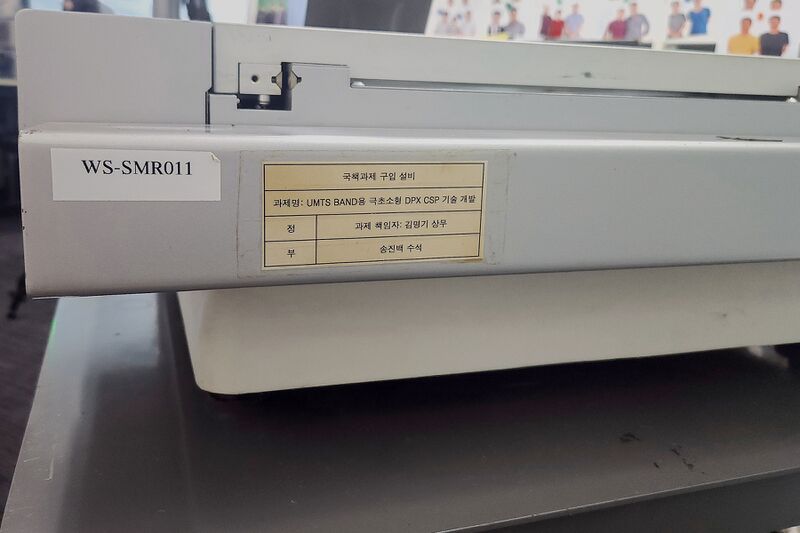 WS-SMR011
국책과제 구입 설비
과제명: UMTS BAND용 극초소형 DPX CSP 기술 개발
정 과제 책임자: 김명기 상무
부 송진백 수석